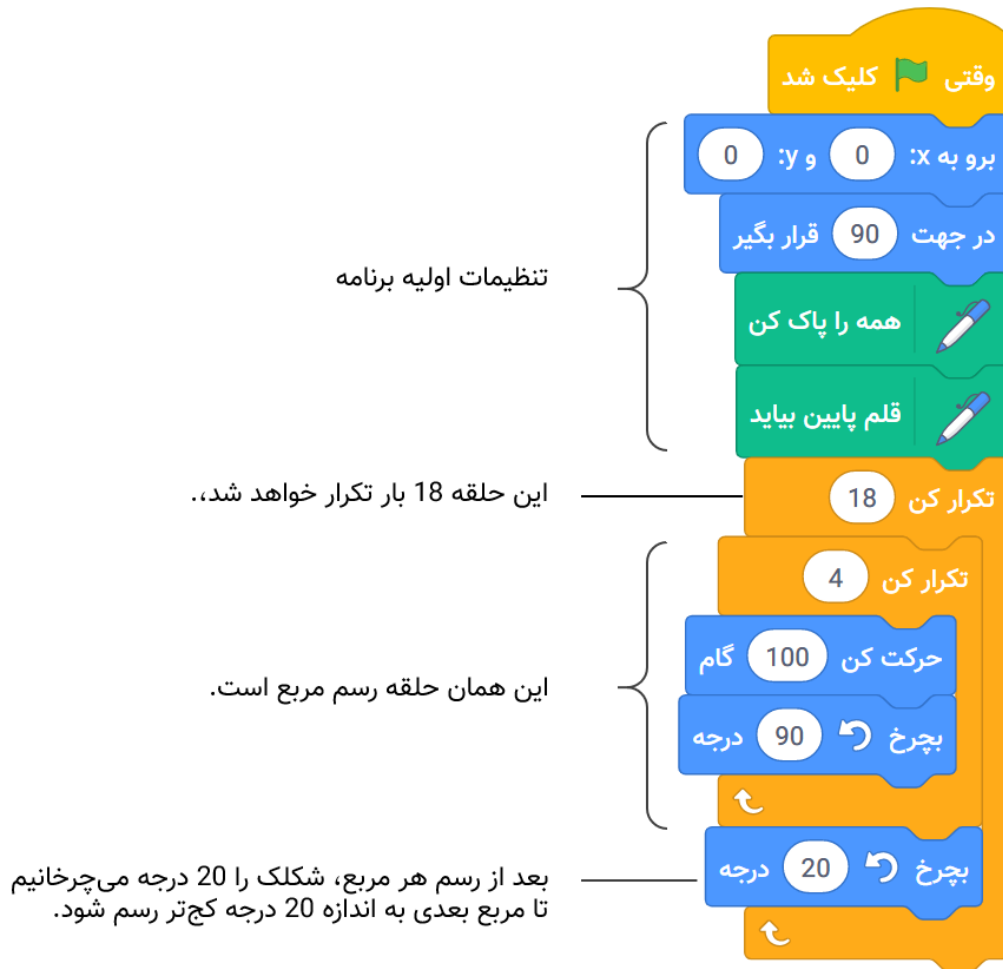 وقتی کلیک شد
برو به x: 0 و y: 0
در جهت 90 قرار بگیر
همه را پاک کن
قلم پایین بیاید
تنظیمات اولیه برنامه
تکرار کن 18
این حلقه 18 بار تکرار خواهد شد،.
تکرار کن 4
حرکت کن 100 گام
بچرخ 90 درجه
این همان حلقه رسم مربع است.
بچرخ 20 درجه
بعد از رسم هر مربع، شکلک را 20 درجه می‌چرخانیم
تا مربع بعدی به اندازه 20 درجه کج‌تر رسم شود.